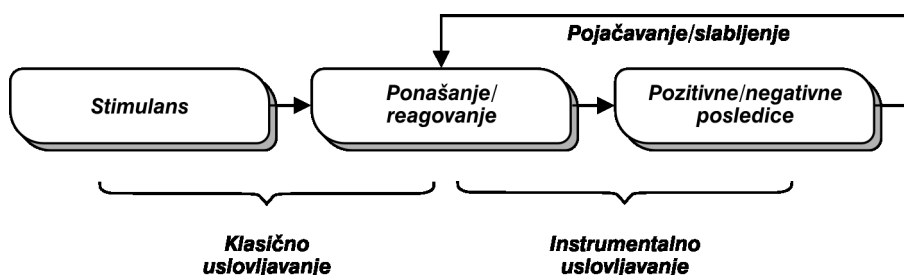 Pojačavanje/slabljenje
Stimulans
Ponašanje/
reagovanje
Pozitivne/negativne
posledice
Klasično
uslovljavanje
Instrumentalno
uslovljavanje